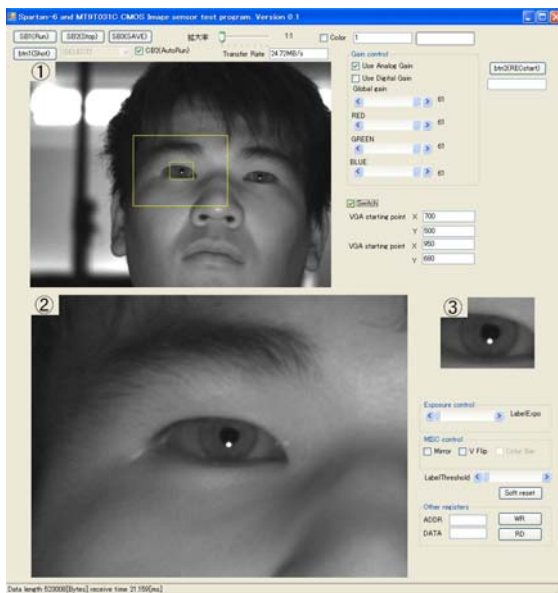 Spartan-6 and MT9T031C CMOS Image sensor test program. Version 0.1
SB1(Run) SB2(Stop) SB3(SAVE) 拡大率 1:1 Color 1
btn1(Shot) CB3(AutoRun) Transfer Rate 24.72MB/s
Gain control
Use Analog Gain
btn2(RECstart)
Use Digital Gain
Global gain
61
RED
61
GREEN
61
BLUE
61
Switch
VGA starting point X 700
Y 500
VGA starting point X 950
Y 680
①
②
③
Exposure control
LabelExpo
MISC control
Mirror V Flip Color Bar
LabelThreshold
Soft reset
Other registers
ADDR WR
DATA RD
Data length 523008[Bytes] receive time 21.159[ms]